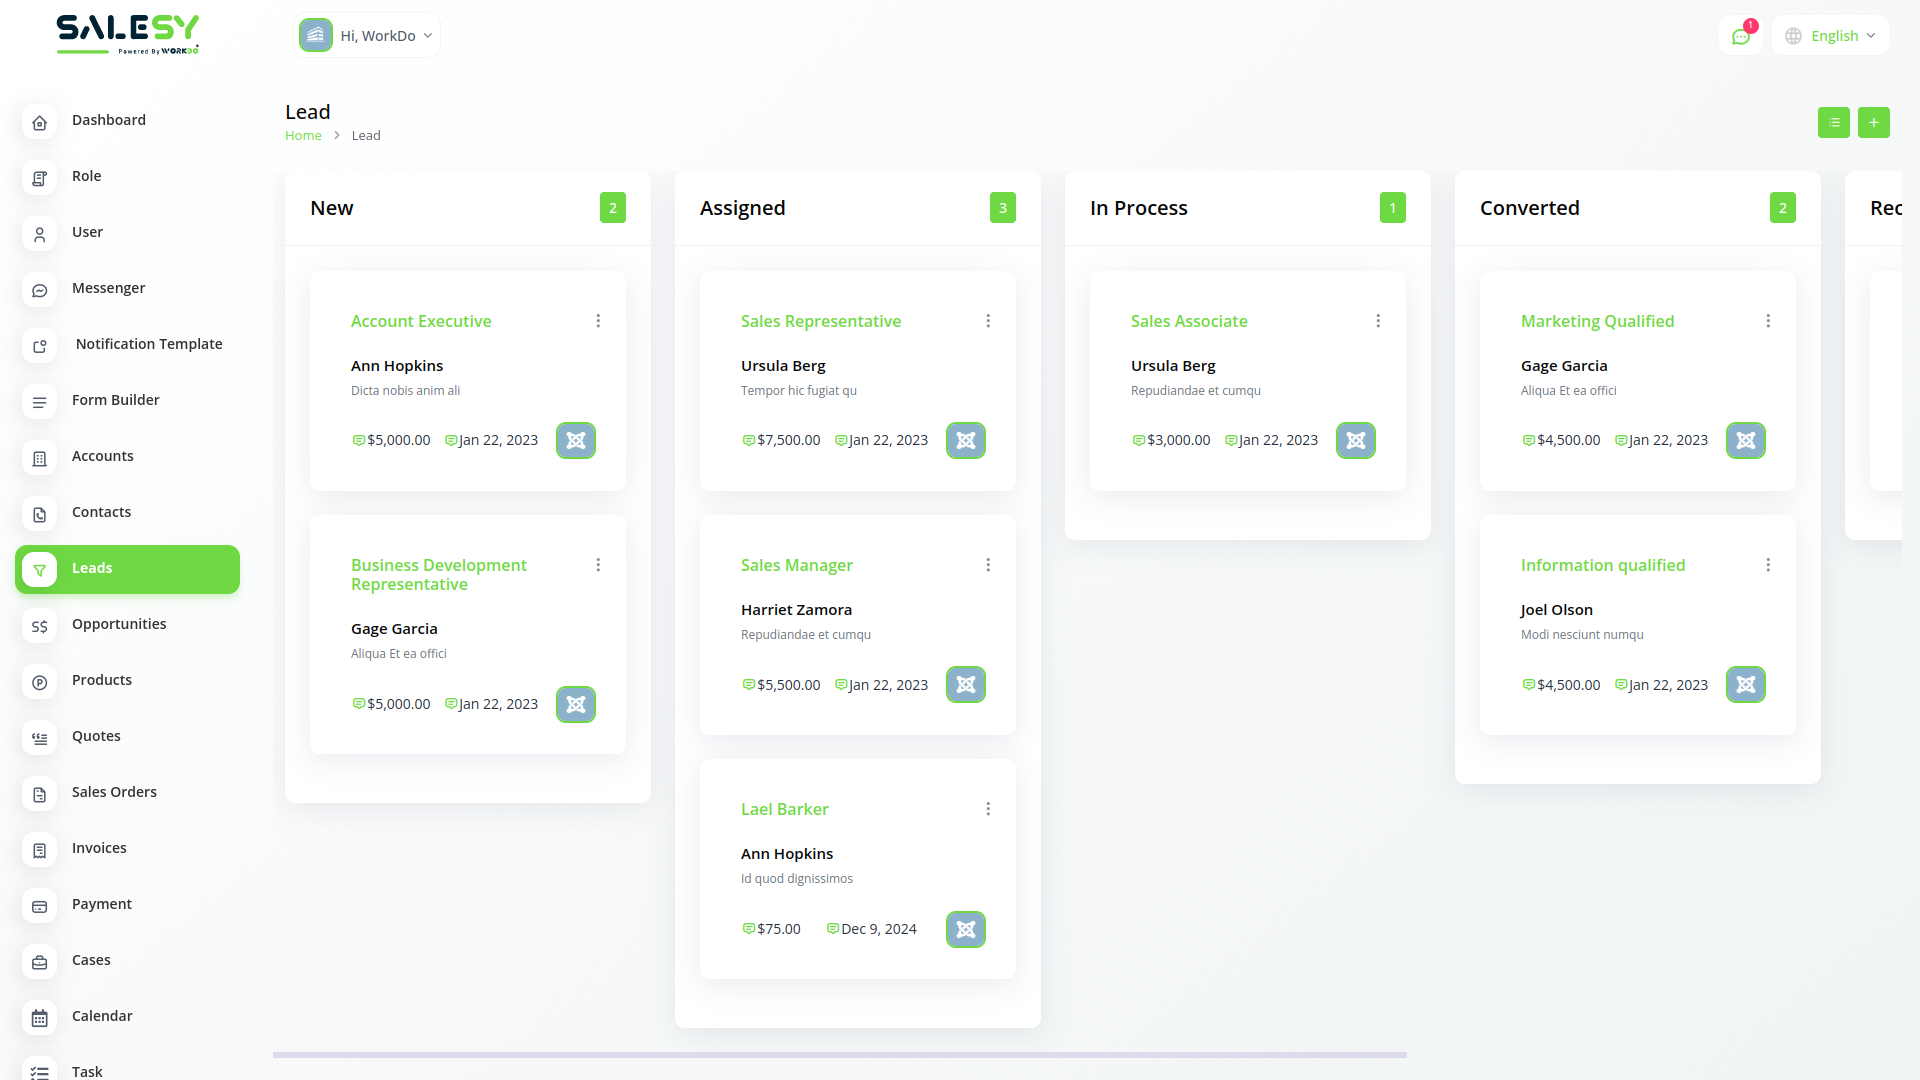 SALESY
Powered By WORKDO
Hi, WorkDo
1
English
Dashboard
Role
User
Messenger
Notification Template
Form Builder
Accounts
Contacts
Leads
Opportunities
Products
Quotes
Sales Orders
Invoices
Payment
Cases
Calendar
Task
Lead
Home > Lead
New
2
Account Executive
Ann Hopkins
Dicta nobis anim ali
$5,000.00 Jan 22, 2023
Business Development
Representative
Gage Garcia
Aliqua Et ea offici
$5,000.00 Jan 22, 2023
Assigned
3
Sales Representative
Ursula Berg
Tempor hic fugiat qu
$7,500.00 Jan 22, 2023
Sales Manager
Harriet Zamora
Repudiandae et cumqu
$5,500.00 Jan 22, 2023
Lael Barker
Ann Hopkins
Id quod dignissimos
$75.00 Dec 9, 2024
In Process
1
Sales Associate
Ursula Berg
Repudiandae et cumqu
$3,000.00 Jan 22, 2023
Converted
2
Marketing Qualified
Gage Garcia
Aliqua Et ea offici
$4,500.00 Jan 22, 2023
Information qualified
Joel Olson
Modi nesciunt numqu
$4,500.00 Jan 22, 2023
Rec